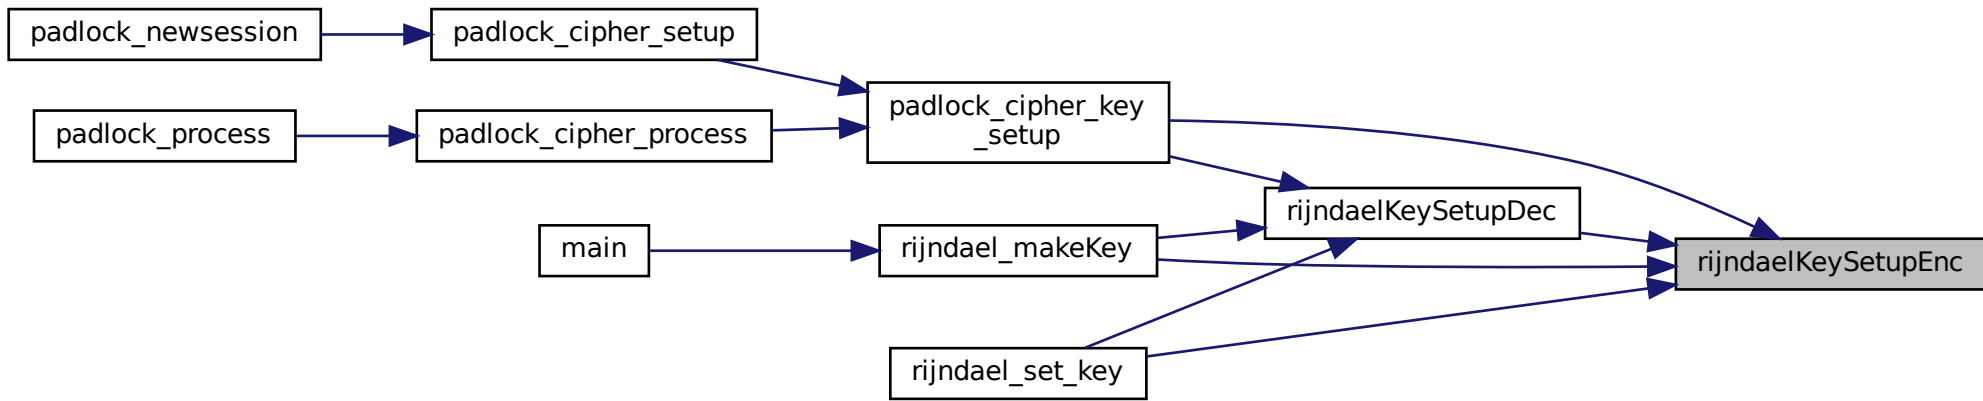 padlock_newsession
padlock_cipher_setup
padlock_cipher_key
_setup
padlock_process
padlock_cipher_process
rijndaelKeySetupDec
main
rijndael_makeKey
rijndaelKeySetupEnc
rijndael_set_key